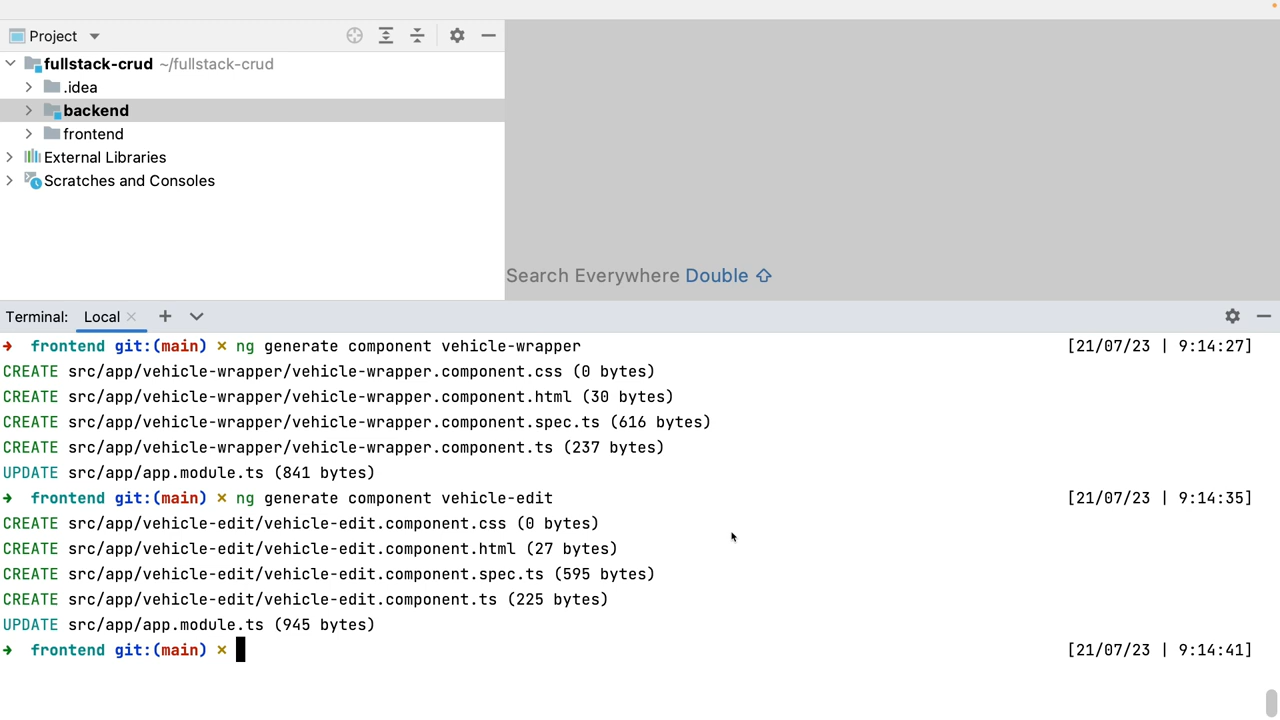 Project
fullstack-crud ~/fullstack-crud
.idea
backend
frontend
External Libraries
Scratches and Consoles
Search Everywhere Double ⇧
Terminal: Local × +
→ frontend git:(main) × ng generate component vehicle-wrapper [21/07/23 | 9:14:27]
CREATE src/app/vehicle-wrapper/vehicle-wrapper.component.css (0 bytes)
CREATE src/app/vehicle-wrapper/vehicle-wrapper.component.html (30 bytes)
CREATE src/app/vehicle-wrapper/vehicle-wrapper.component.spec.ts (616 bytes)
CREATE src/app/vehicle-wrapper/vehicle-wrapper.component.ts (237 bytes)
UPDATE src/app/app.module.ts (841 bytes)
→ frontend git:(main) × ng generate component vehicle-edit [21/07/23 | 9:14:35]
CREATE src/app/vehicle-edit/vehicle-edit.component.css (0 bytes)
CREATE src/app/vehicle-edit/vehicle-edit.component.html (27 bytes)
CREATE src/app/vehicle-edit/vehicle-edit.component.spec.ts (595 bytes)
CREATE src/app/vehicle-edit/vehicle-edit.component.ts (225 bytes)
UPDATE src/app/app.module.ts (945 bytes)
→ frontend git:(main) × [21/07/23 | 9:14:41]